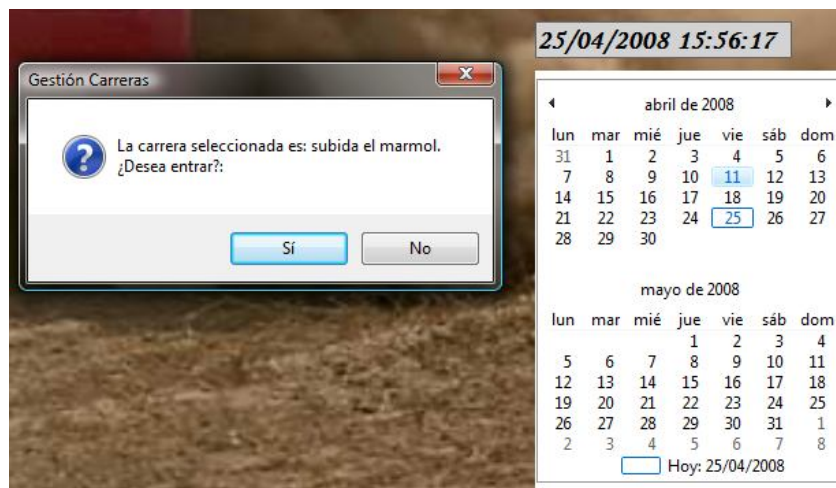 25/04/2008 15:56:17
Gestión Carreras
La carrera seleccionada es: subida el marmol.
¿Desea entrar?:
Sí No
abril de 2008
lun mar mié jue vie sáb dom
31 1 2 3 4 5 6
7 8 9 10 11 12 13
14 15 16 17 18 19 20
21 22 23 24 25 26 27
28 29 30
mayo de 2008
lun mar mié jue vie sáb dom
1 2 3 4
5 6 7 8 9 10 11
12 13 14 15 16 17 18
19 20 21 22 23 24 25
26 27 28 29 30 31 1
2 3 4 5 6 7 8
Hoy: 25/04/2008